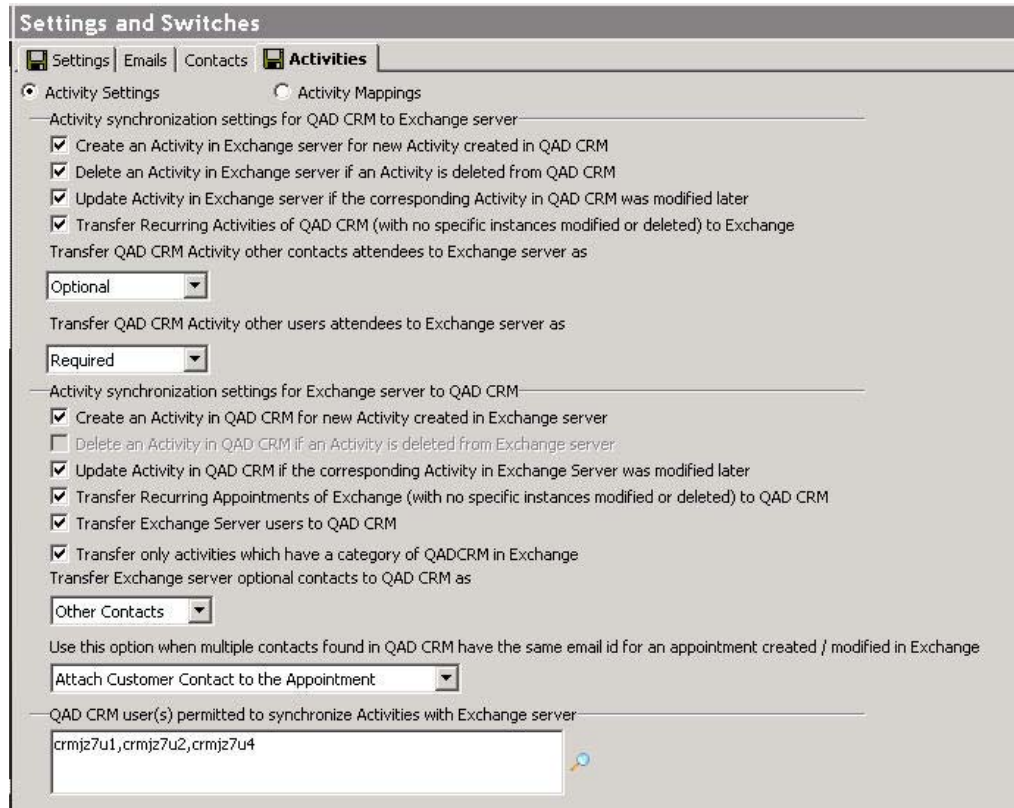 Settings and Switches
Settings Emails Contacts Activities
Activity Settings Activity Mappings
Activity synchronization settings for QAD CRM to Exchange server
Create an Activity in Exchange server for new Activity created in QAD CRM
Delete an Activity in Exchange server if an Activity is deleted from QAD CRM
Update Activity in Exchange server if the corresponding Activity in QAD CRM was modified later
Transfer Recurring Activities of QAD CRM (with no specific instances modified or deleted) to Exchange
Transfer QAD CRM Activity other contacts attendees to Exchange server as
Optional
Transfer QAD CRM Activity other users attendees to Exchange server as
Required
Activity synchronization settings for Exchange server to QAD CRM
Create an Activity in QAD CRM for new Activity created in Exchange server
Delete an Activity in QAD CRM if an Activity is deleted from Exchange server
Update Activity in QAD CRM if the corresponding Activity in Exchange Server was modified later
Transfer Recurring Appointments of Exchange (with no specific instances modified or deleted) to QAD CRM
Transfer Exchange Server users to QAD CRM
Transfer only activities which have a category of QADCRM in Exchange
Transfer Exchange server optional contacts to QAD CRM as
Other Contacts
Use this option when multiple contacts found in QAD CRM have the same email id for an appointment created / modified in Exchange
Attach Customer Contact to the Appointment
QAD CRM user(s) permitted to synchronize Activities with Exchange server
crmjz7u1,crmjz7u2,crmjz7u4